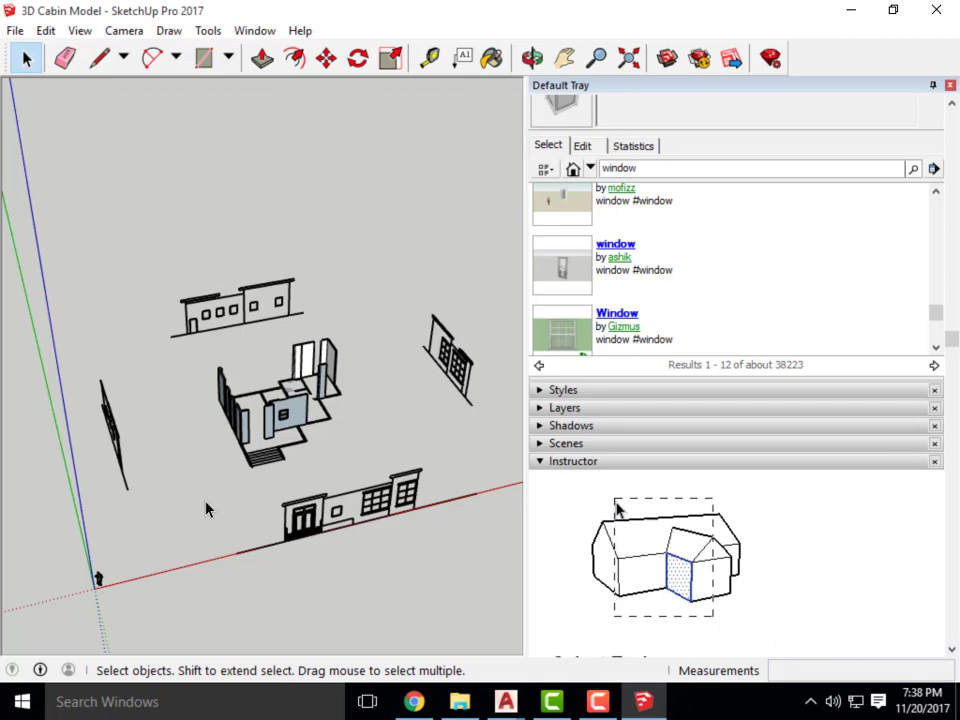 3D Cabin Model - SketchUp Pro 2017
File Edit View Camera Draw Tools Window Help
A1
Default Tray
Select Edit Statistics
window
by mofizz
window #window
window
by ashik
window #window
Window
by Gizmus
window #window
Results 1 - 12 of about 38223
Styles
Layers
Shadows
Scenes
Instructor
Select objects. Shift to extend select. Drag mouse to select multiple.
Measurements
Search Windows
7:38 PM
11/20/2017